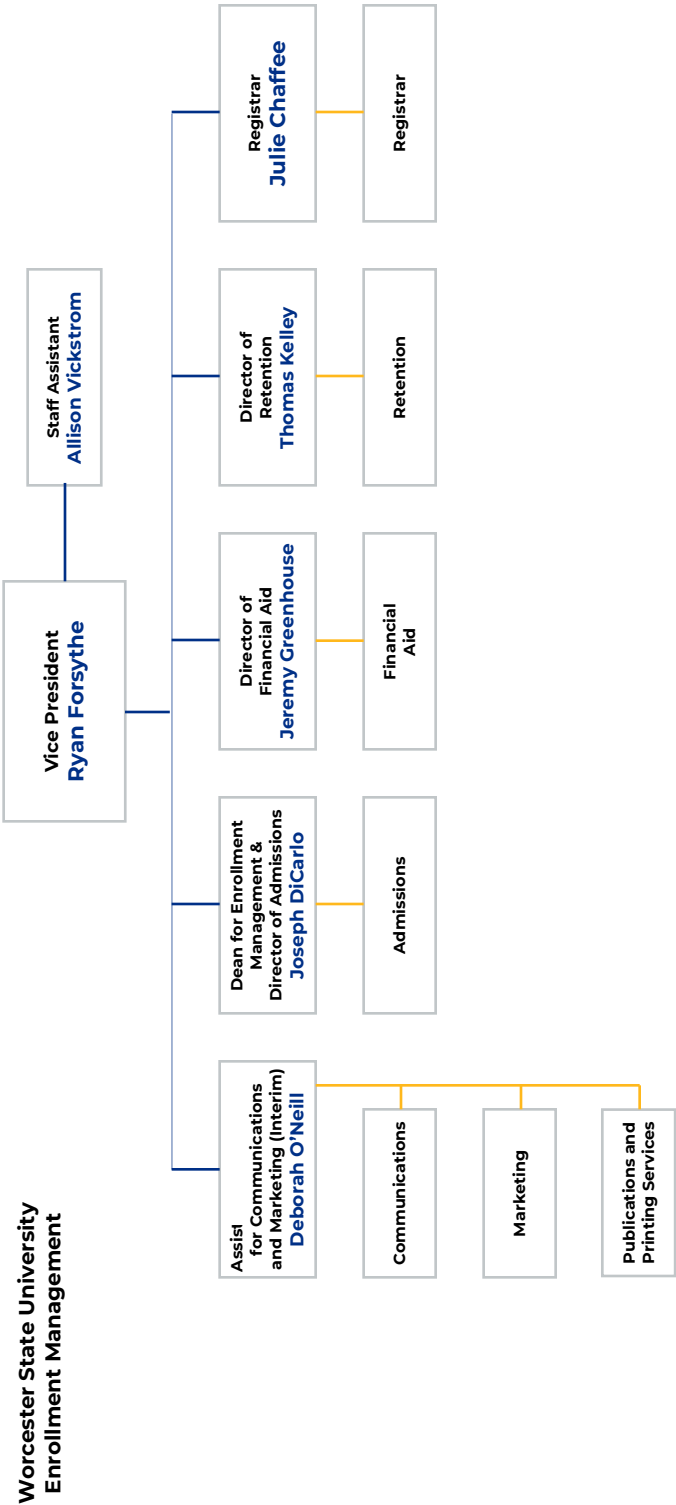 Worcester State University
Enrollment Management
Vice President
Ryan Forsythe
Staff Assistant
Allison Vickstrom
for Communications
and Marketing (Interim)
Deborah O'Neill
Dean for Enrollment
Management &
Director of Admissions
Joseph DiCarlo
Director of
Financial Aid
Jeremy Greenhouse
Director of
Retention
Thomas Kelley
Registrar
Julie Chaffee
Communications
Marketing
Publications and
Printing Services
Admissions
Financial
Aid
Retention
Registrar